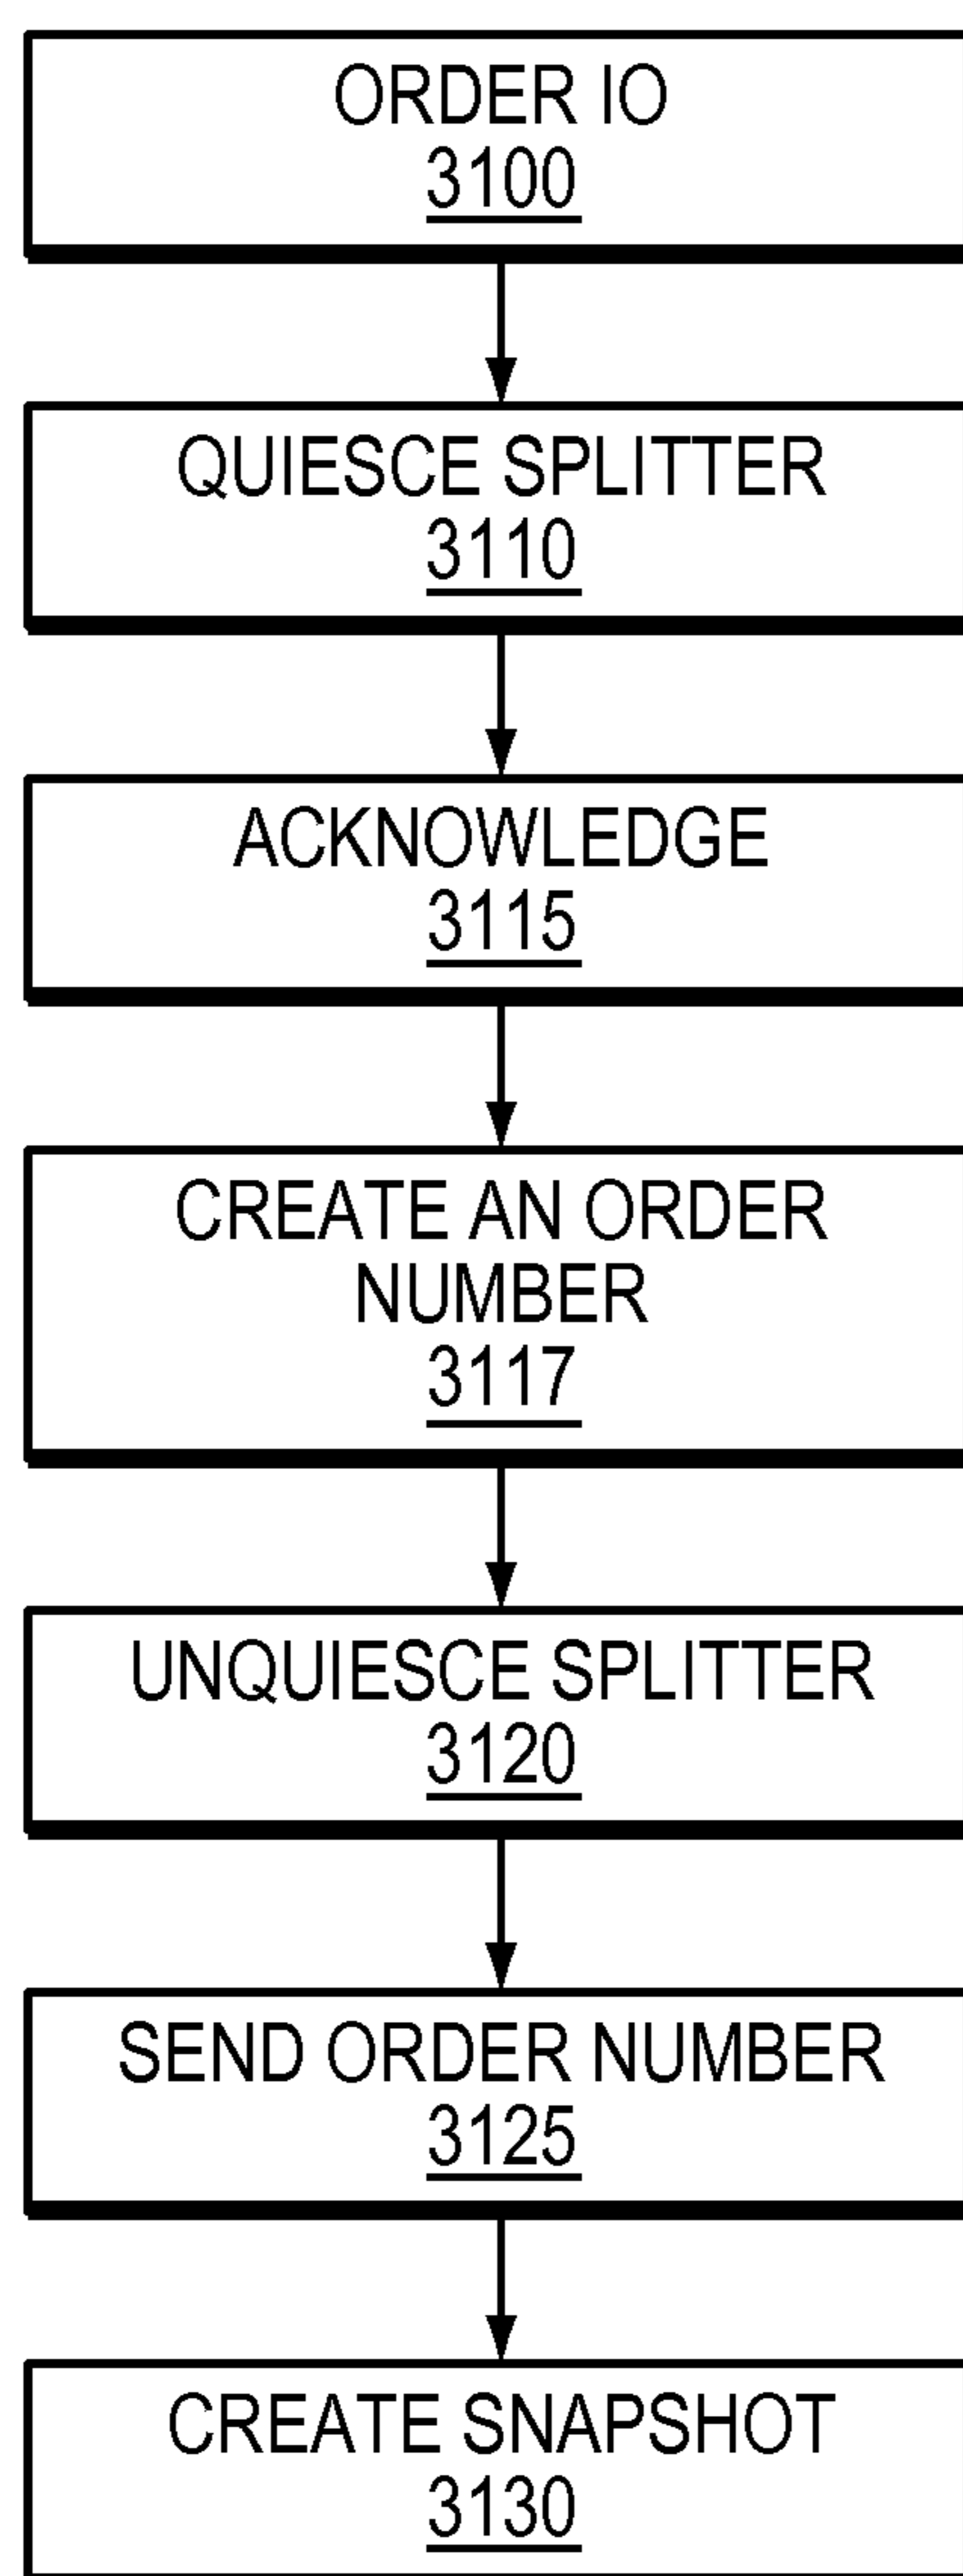 ORDER IO
3100
QUIESCE SPLITTER
3110
ACKNOWLEDGE
3115
CREATE AN ORDER
NUMBER
3117
UNQUIESCE SPLITTER
3120
SEND ORDER NUMBER
3125
CREATE SNAPSHOT
3130